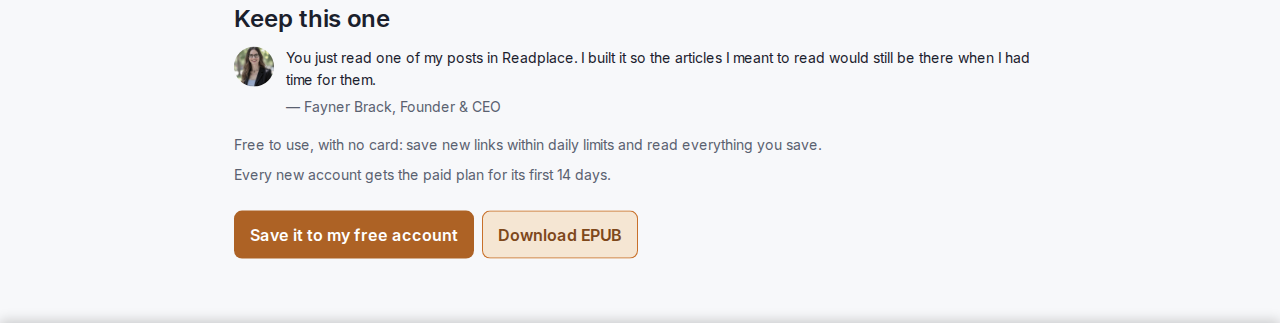 Keep this one
You just read one of my posts in Readplace. I built it so the articles I meant to read would still be there when I had
time for them.
— Fayner Brack, Founder & CEO
Free to use, with no card: save new links within daily limits and read everything you save.
Every new account gets the paid plan for its first 14 days.
Save it to my free account
Download EPUB